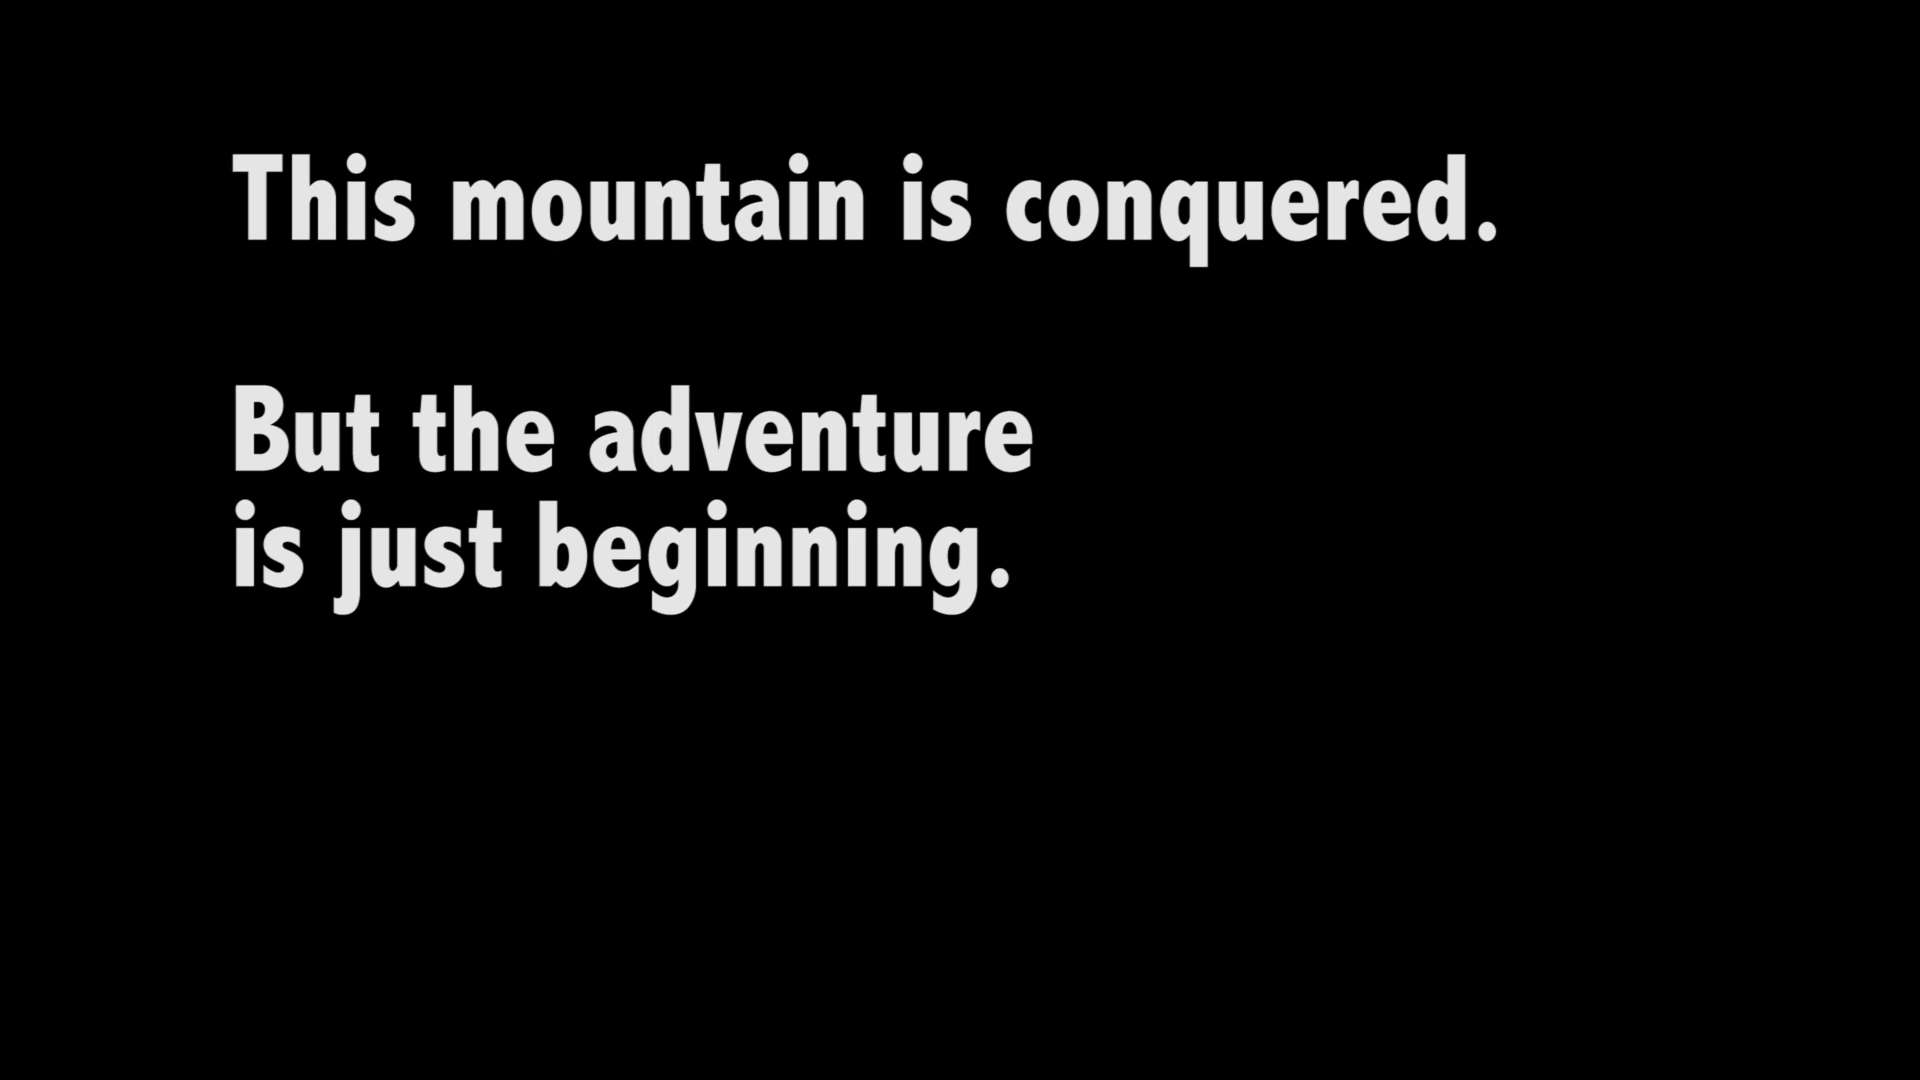 This mountain is conquered.
But the adventure
is just beginning.